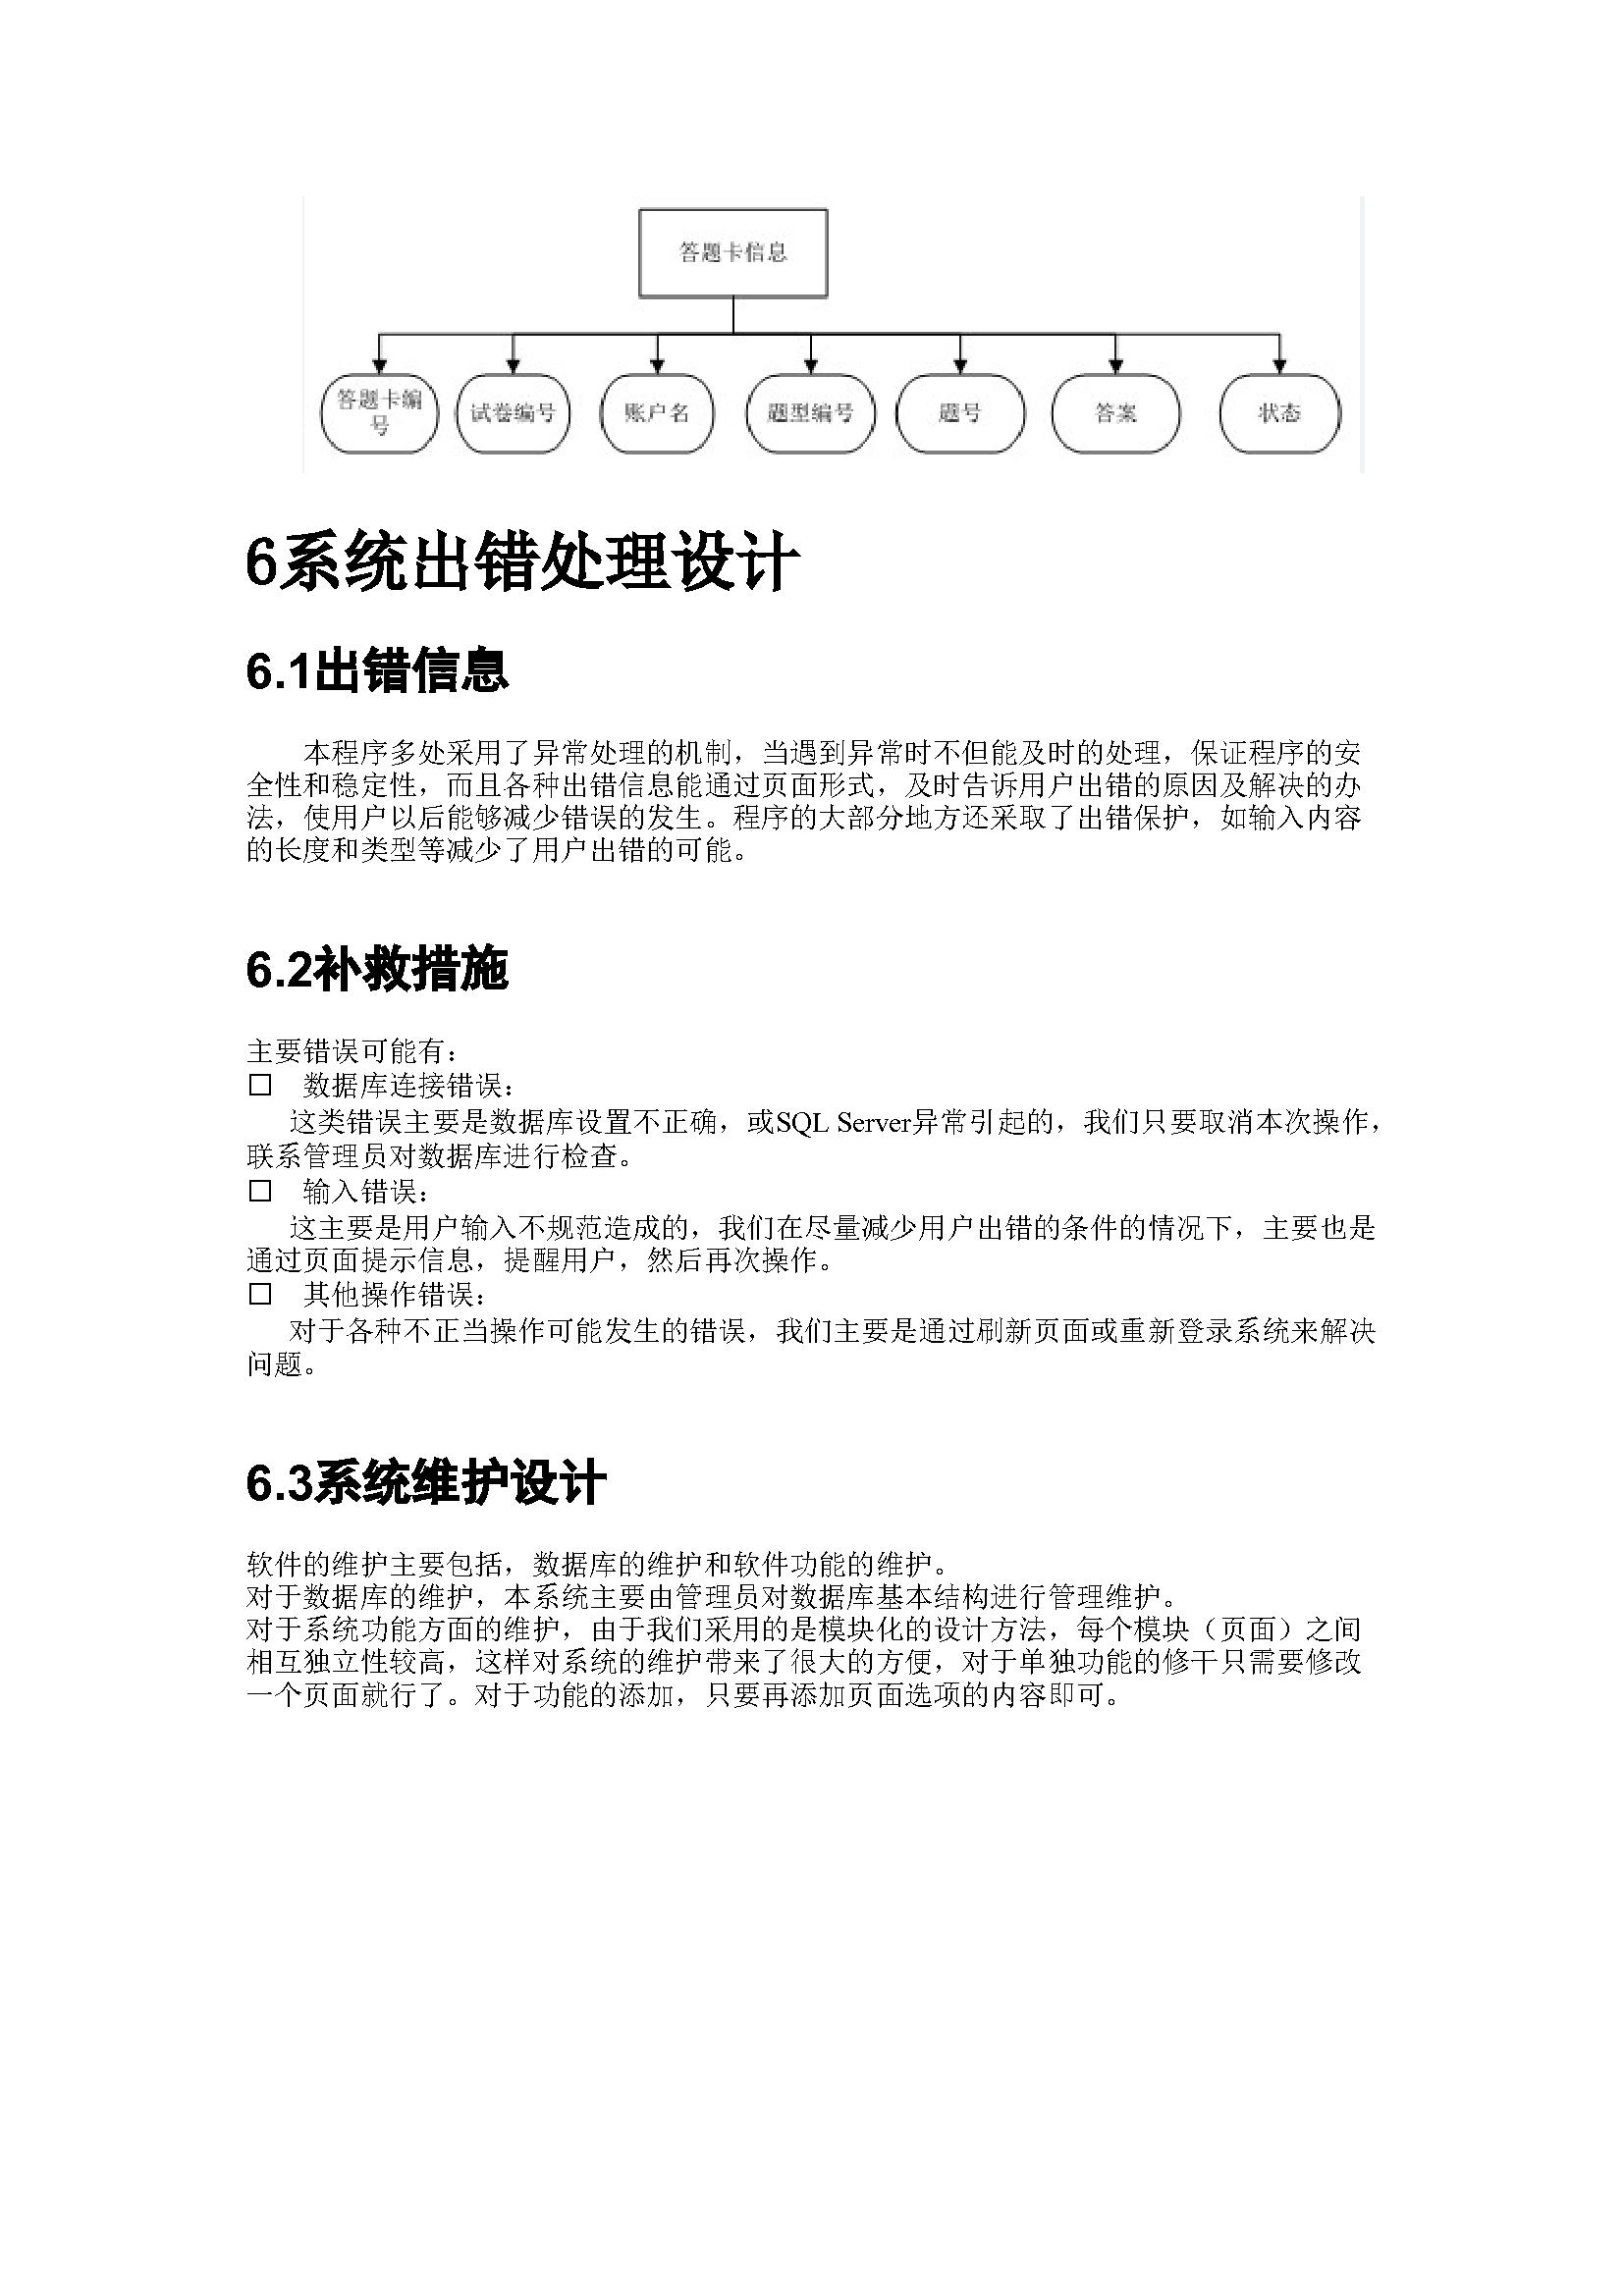 答题卡信息
答题卡编
号
试卷编号
账户名
题型编号
题号
答案
状态
6系统出错处理设计
6.1出错信息
本程序多处采用了异常处理的机制，当遇到异常时不但能及时的处理，保证程序的安
全性和稳定性，而且各种出错信息能通过页面形式，及时告诉用户出错的原因及解决的办
法，使用户以后能够减少错误的发生。程序的大部分地方还采取了出错保护，如输入内容
的长度和类型等减少了用户出错的可能。
6.2补救措施
主要错误可能有：
□ 数据库连接错误：
这类错误主要是数据库设置不正确，或SQL Server异常引起的，我们只要取消本次操作，
联系管理员对数据库进行检查。
□ 输入错误：
这主要是用户输入不规范造成的，我们在尽量减少用户出错的条件的情况下，主要也是
通过页面提示信息，提醒用户，然后再次操作。
□ 其他操作错误：
对于各种不正当操作可能发生的错误，我们主要是通过刷新页面或重新登录系统来解决
问题。
6.3系统维护设计
软件的维护主要包括，数据库的维护和软件功能的维护。
对于数据库的维护，本系统主要由管理员对数据库基本结构进行管理维护。
对于系统功能方面的维护，由于我们采用的是模块化的设计方法，每个模块（页面）之间
相互独立性较高，这样对系统的维护带来了很大的方便，对于单独功能的修干只需要修改
一个页面就行了。对于功能的添加，只要再添加页面选项的内容即可。